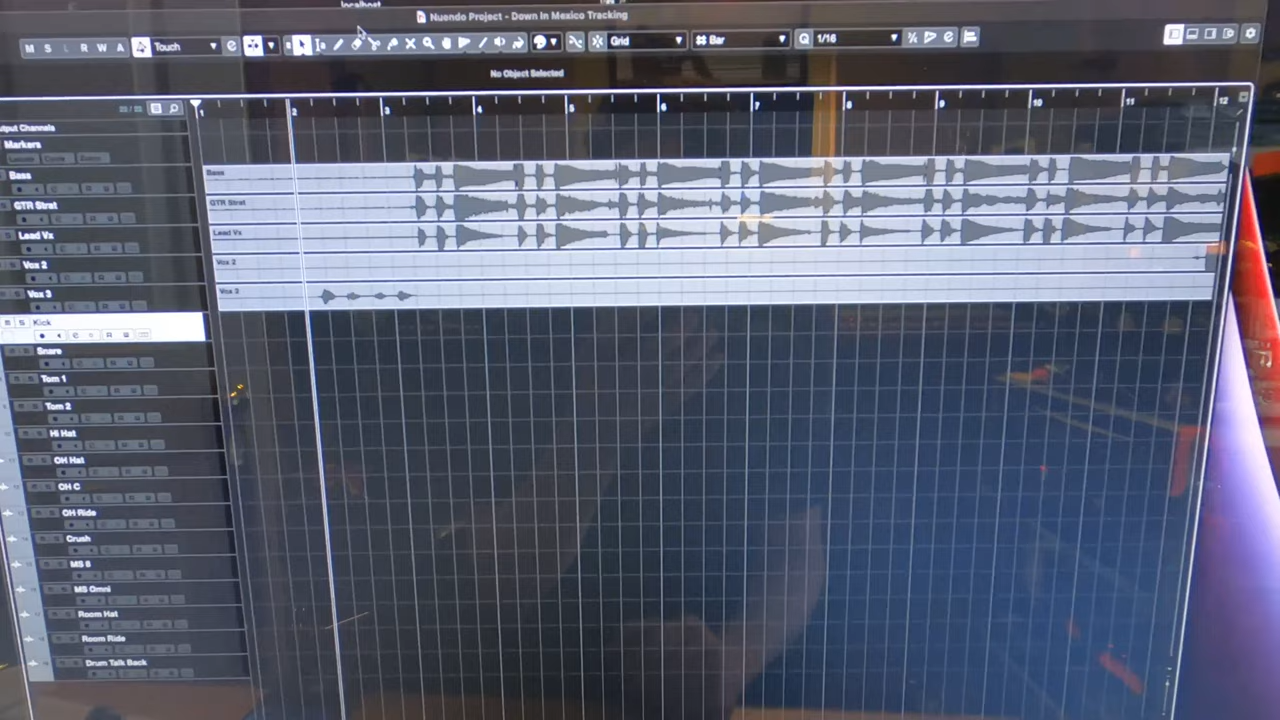 localhost
Nuendo Project - Down In Mexico Tracking
M S L R W A Touch Grid Bar Q 1/16
No Object Selected
1 2 3 4 5 6 7 8 9 10 11 12
utput Channels
Markers
Bass
Bass
GTR Strat
GTR Strat
Lead Vx
Lead Vx
Vox 2
Vox 2
Vox 3
Vox 3
Kick
Snare
Tom 1
Tom 2
Hi Hat
OH Hat
OH C
OH Ride
Crush
MS 8
MS Omni
Room Hat
Room Ride
Drum Talk Back